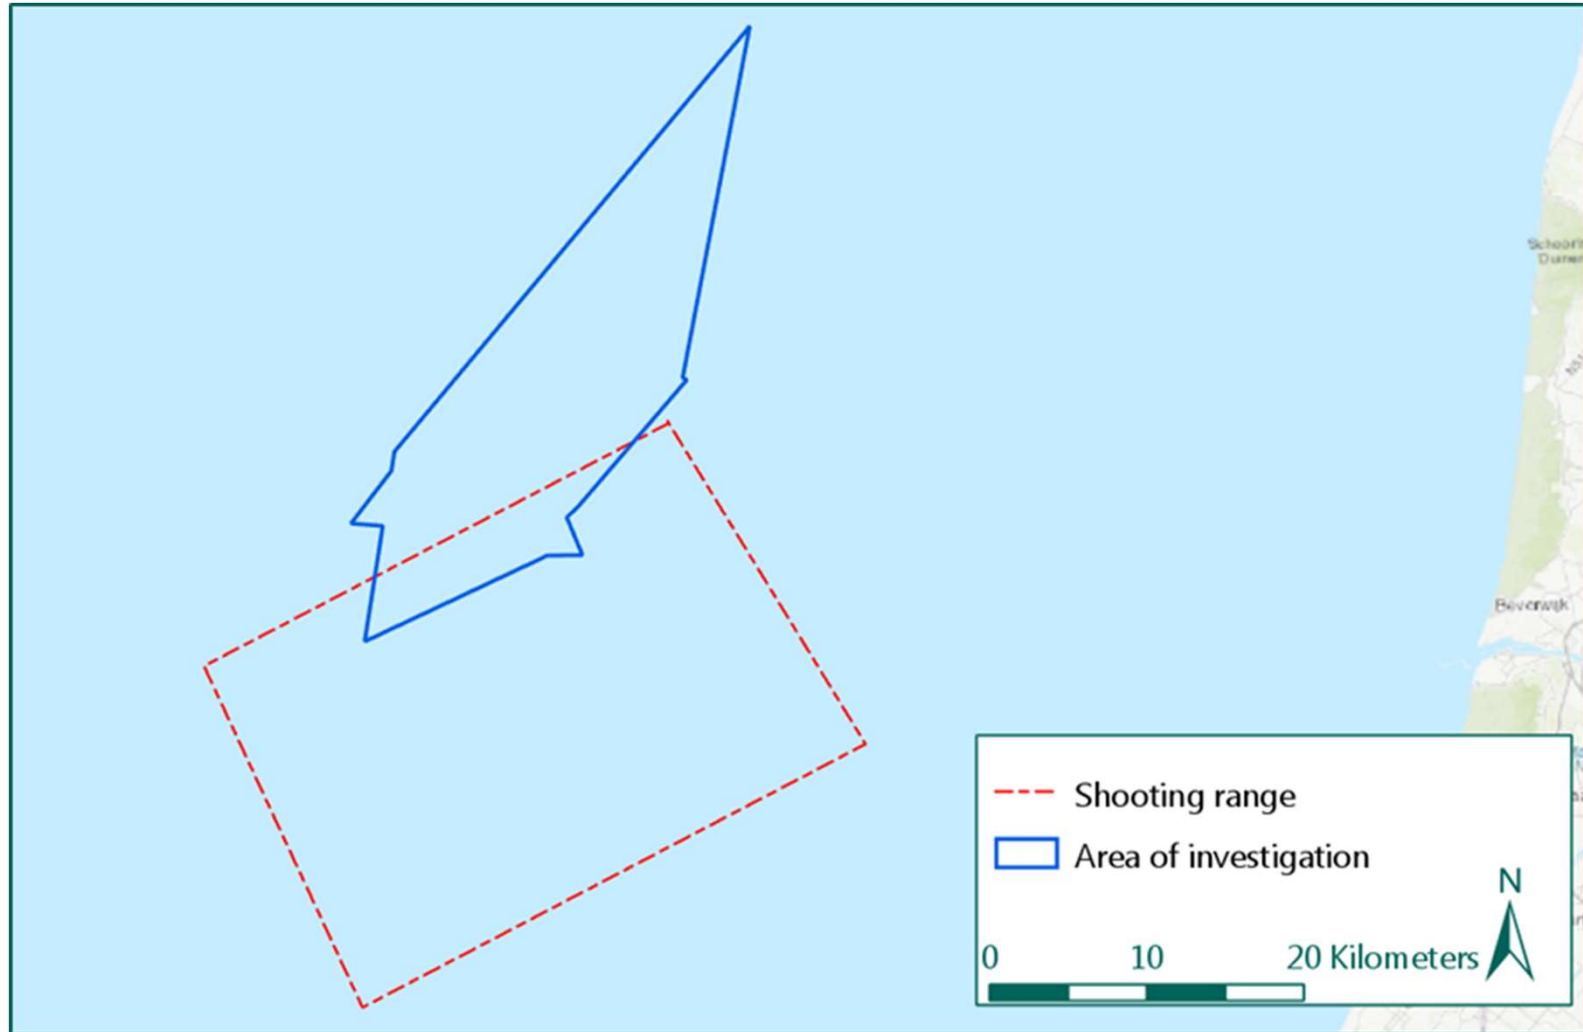 Beverwijk
Shooting range
Area of investigation
N
0 10 20 Kilometers